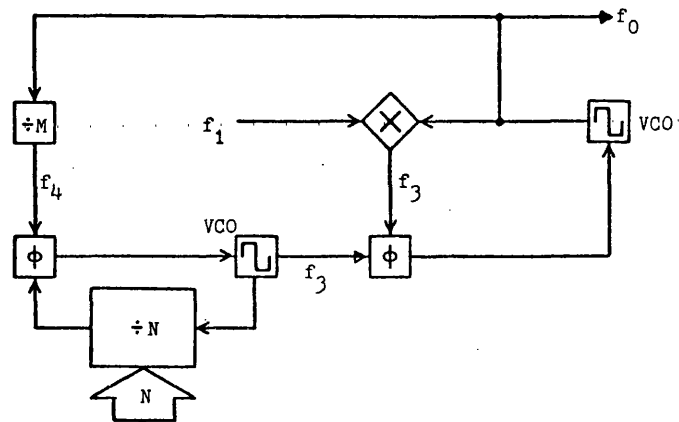 f₀
÷M
f₁
VCO
f₄
f₃
VCO
ϕ
f₃
ϕ
÷N
N